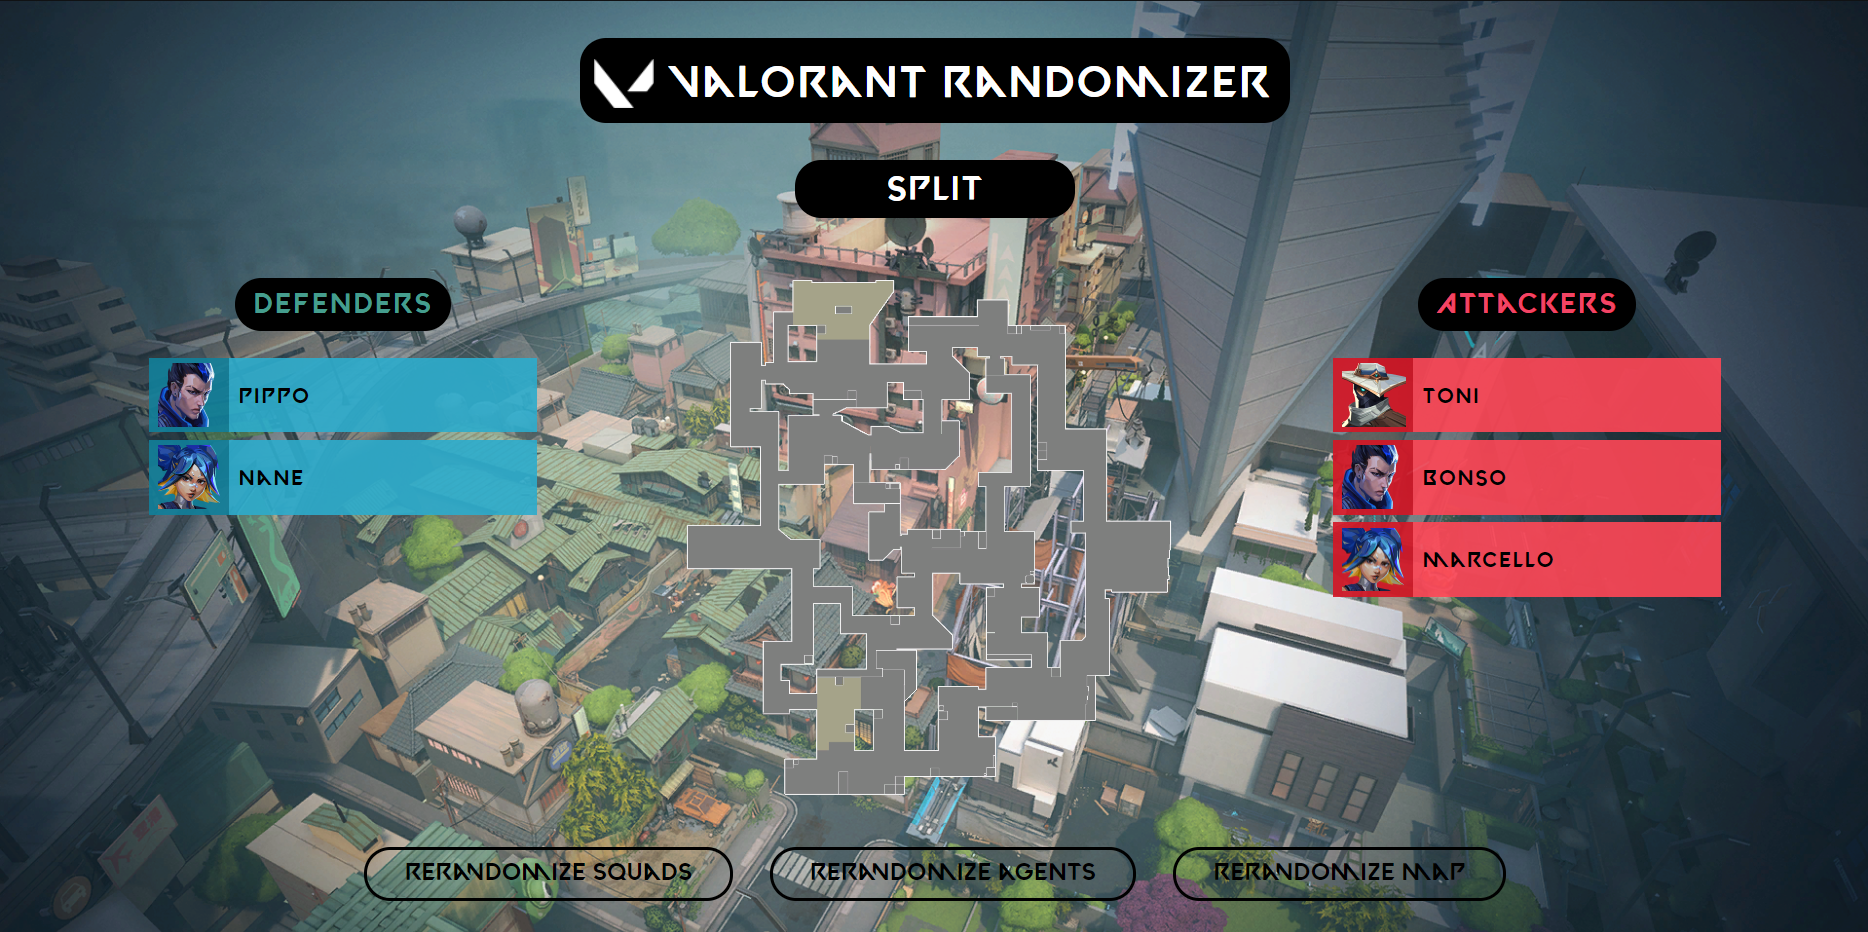 VALORANT RANDOMIZER
SPLIT
DEFENDERS
PIPPO
NANE
ATTACKERS
TONI
BONSO
MARCELLO
RERANDOMIZE SQUADS
RERANDOMIZE AGENTS
RERANDOMIZE MAP